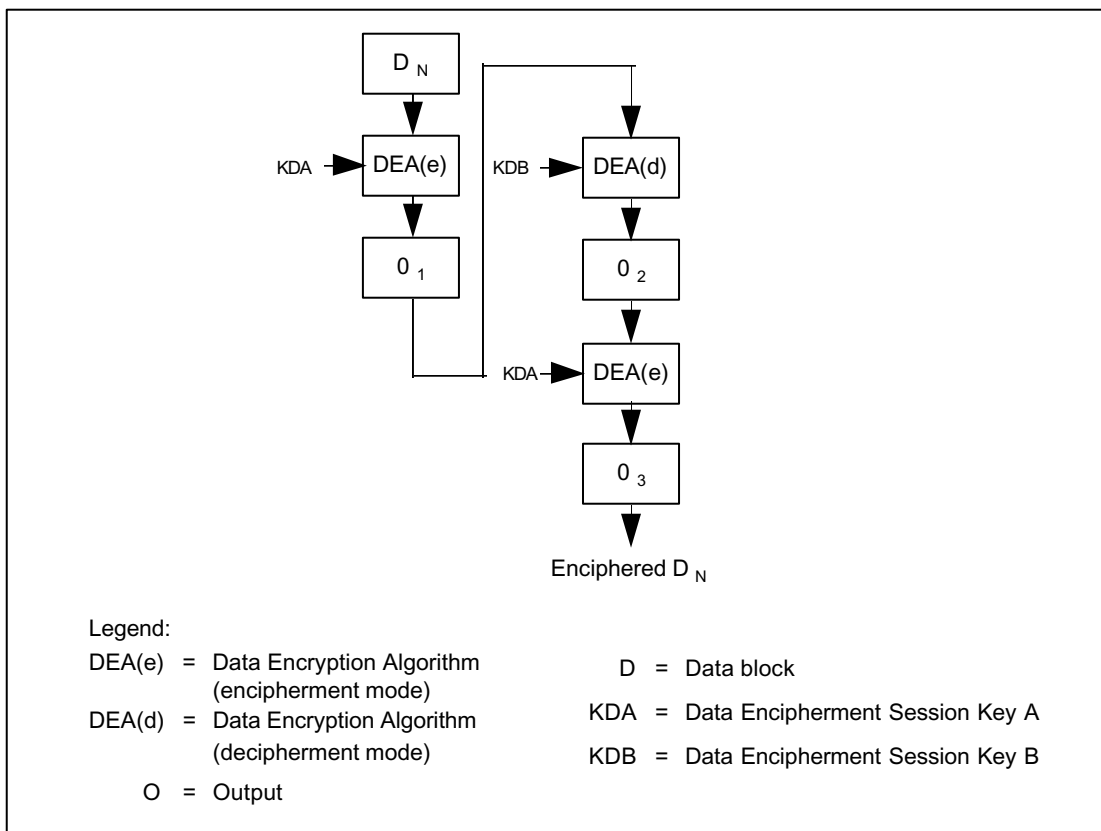 D N
KDA
DEA(e)
KDB
DEA(d)
0 1
0 2
KDA
DEA(e)
0 3
Enciphered D N
Legend:
DEA(e) = Data Encryption Algorithm
(encipherment mode)
DEA(d) = Data Encryption Algorithm
(decipherment mode)
O = Output
D = Data block
KDA = Data Encipherment Session Key A
KDB = Data Encipherment Session Key B